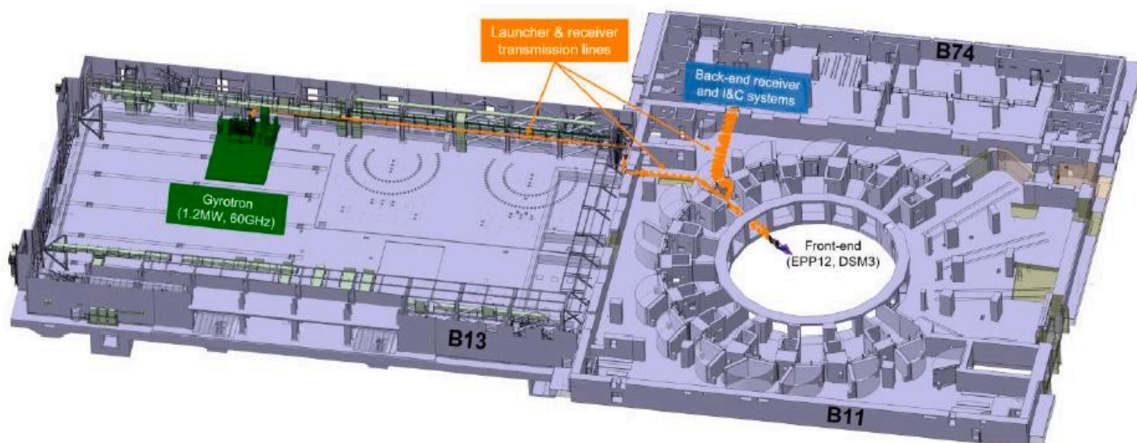 Launcher & receiver
transmission lines
B74
Back-end receiver
and I&C systems
Gyrotron
(1.2MW, 60GHz)
Front-end
(EPP12, DSM3)
B13
B11